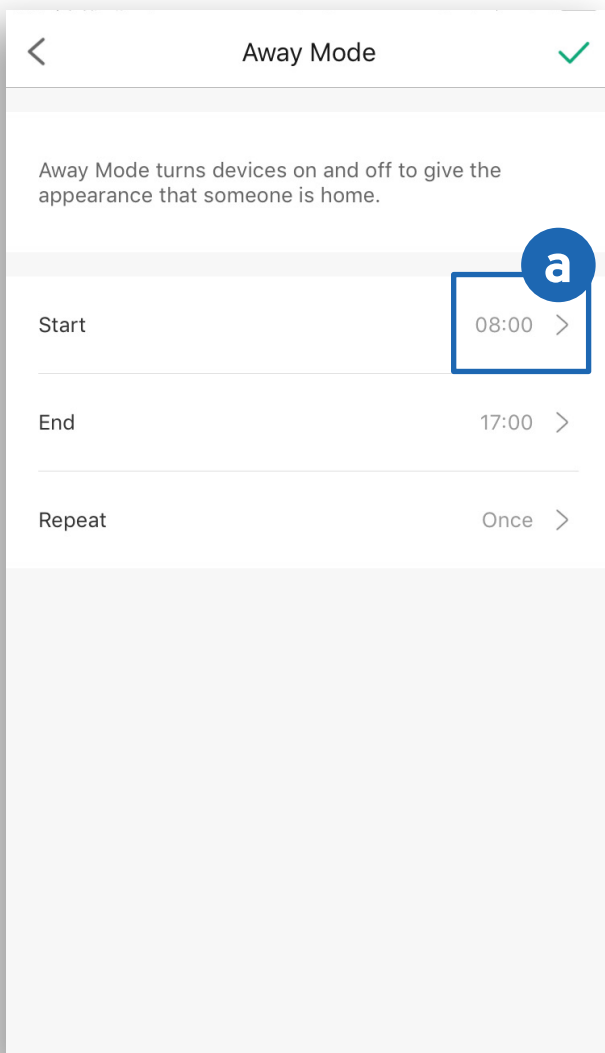 Away Mode
Away Mode turns devices on and off to give the
appearance that someone is home.
a
Start 08:00
End 17:00
Repeat Once